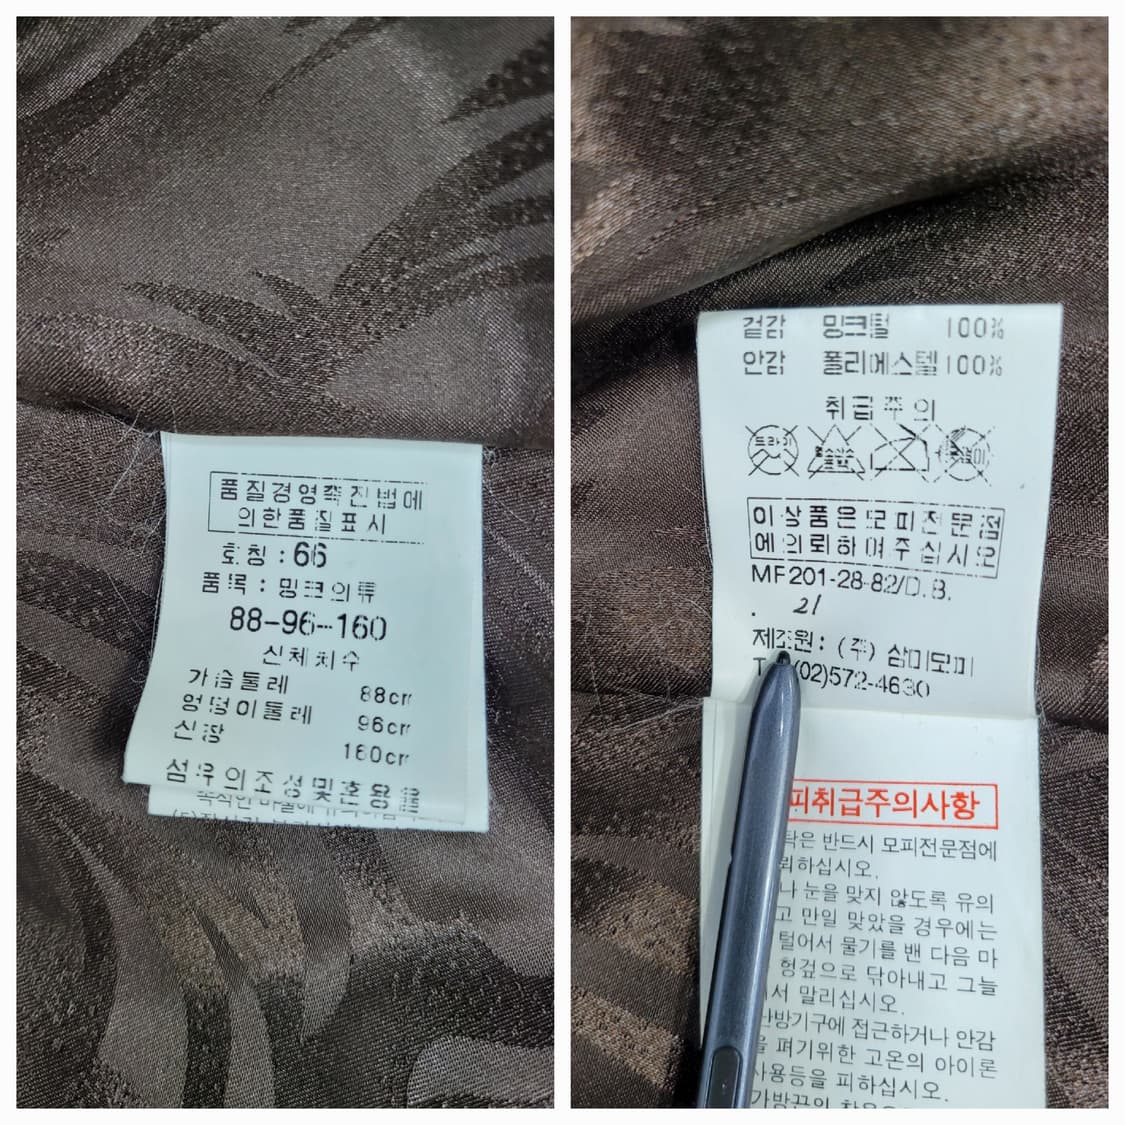 품질경영촉진법에
의한품질표시
호칭 : 66
품목 : 밍크의류
88-96-160
신체치수
가슴둘레 88cm
엉덩이둘레 96cm
신장 160cm
섬유의조성및혼용률
겉감 밍크털 100%
안감 폴리에스텔 100%
취급주의
드라이
이상품은모피전문점
에의뢰하여주십시오
MF201-28-82/D.B.
21
제조원 : (주) 삼미모피
(02)572-4630
피취급주의사항
탁은 반드시 모피전문점에
뢰하십시오.
나 눈을 맞지 않도록 유의
고 만일 맞았을 경우에는
털어서 물기를 뺀 다음 마
헝겊으로 닦아내고 그늘
서 말리십시오.
난방기구에 접근하거나 안감
을 펴기위한 고온의 아이론
사용등을 피하십시오.